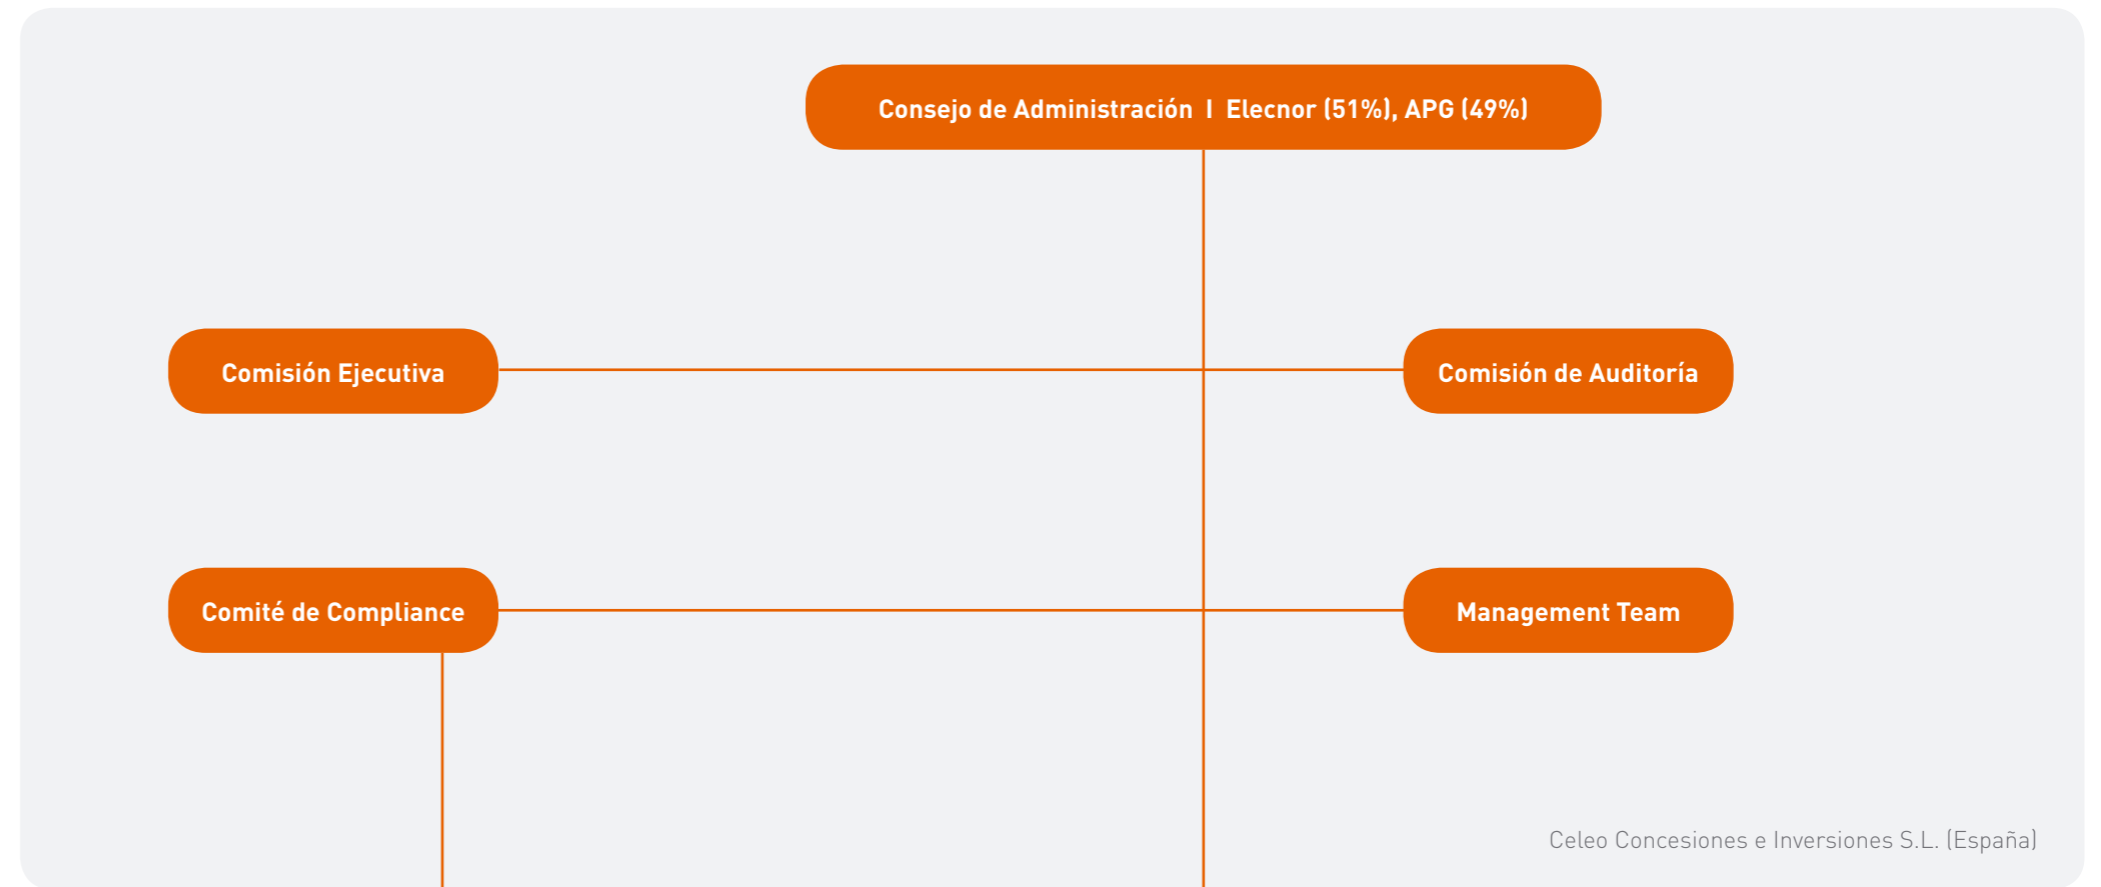 Consejo de Administración I Elecnor (51%), APG (49%)
Comisión Ejecutiva
Comisión de Auditoría
Comité de Compliance
Management Team
Celeo Concesiones e Inversiones S.L. (España)